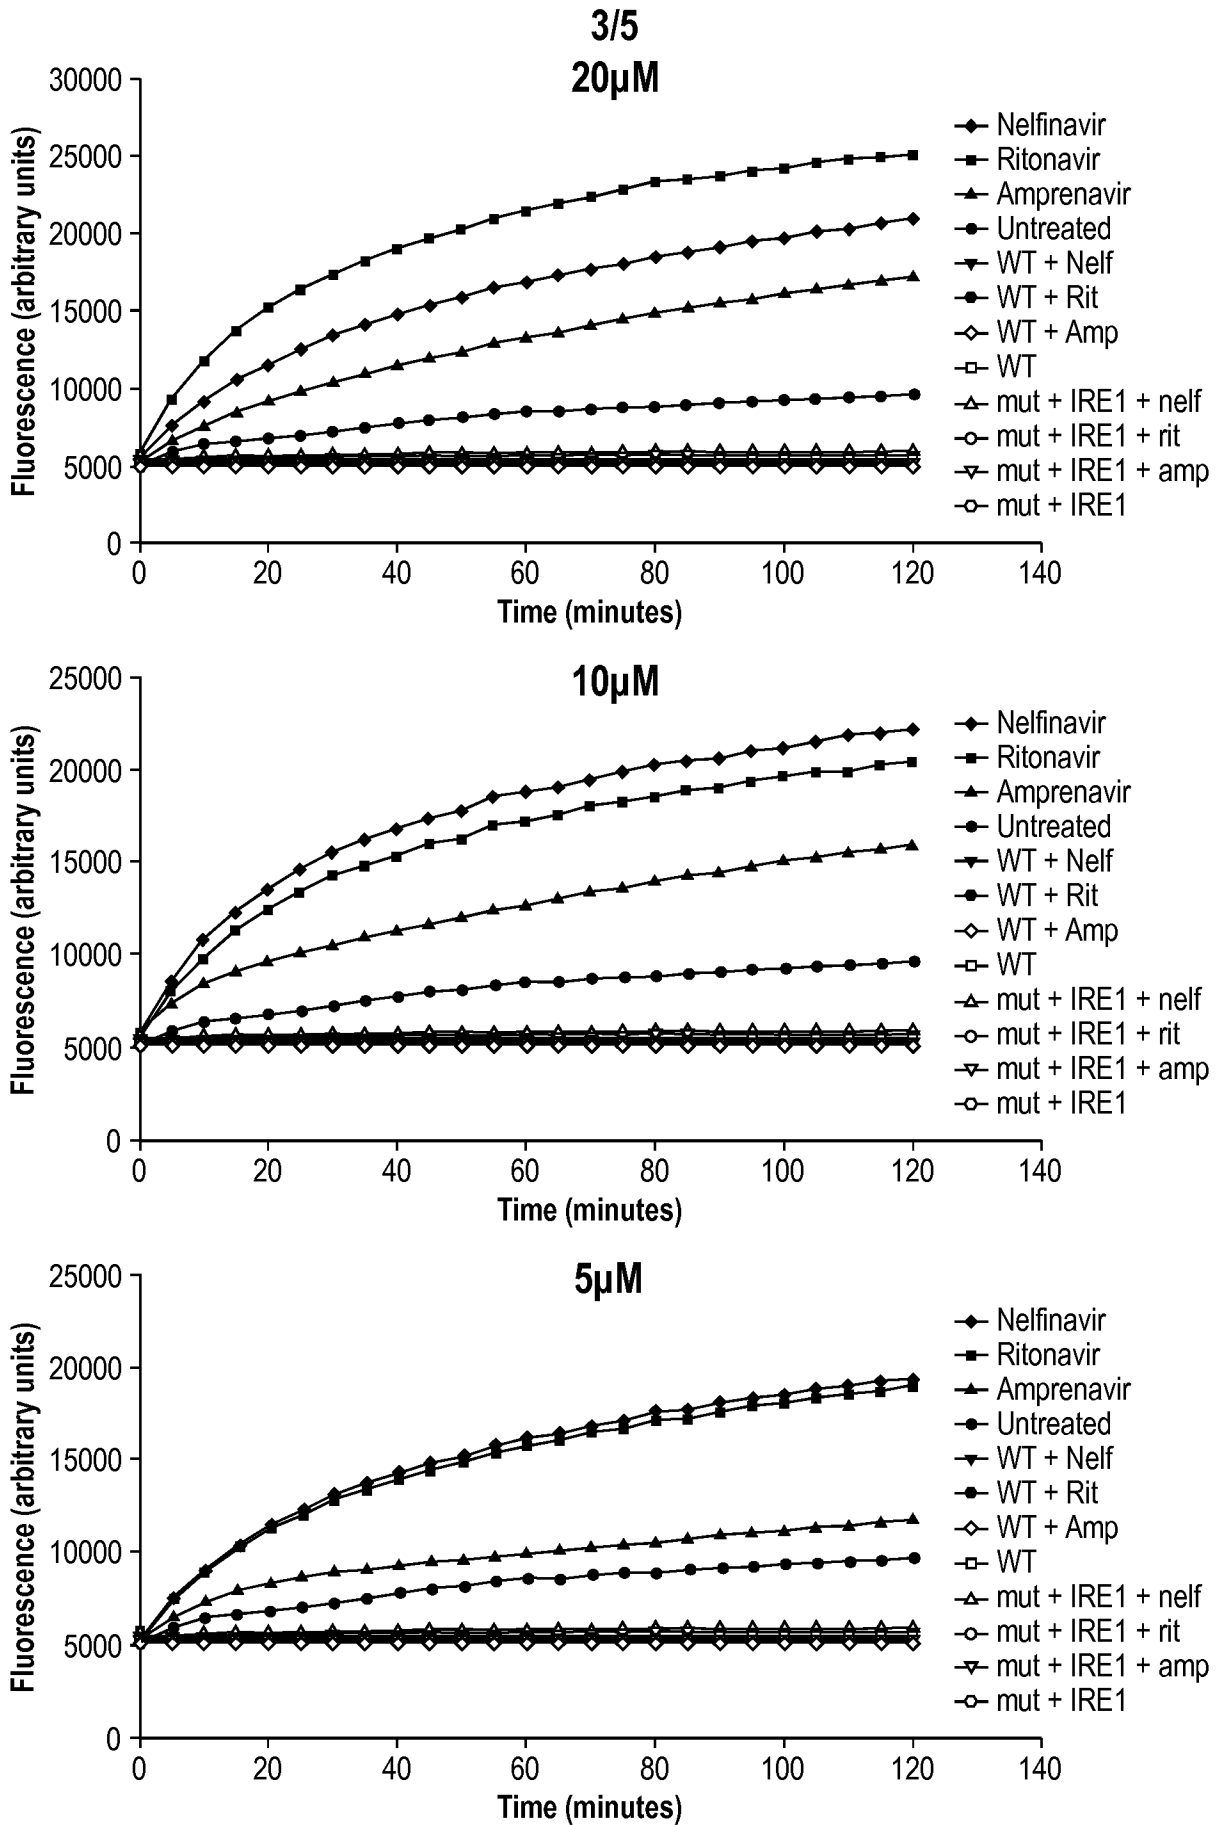 3/5
20µM
Fluorescence (arbitrary units)
30000
25000
20000
15000
10000
5000
0
0 20 40 60 80 100 120 140
Time (minutes)
Nelfinavir
Ritonavir
Amprenavir
Untreated
WT + Nelf
WT + Rit
WT + Amp
WT
mut + IRE1 + nelf
mut + IRE1 + rit
mut + IRE1 + amp
mut + IRE1
10µM
Fluorescence (arbitrary units)
25000
20000
15000
10000
5000
0
0 20 40 60 80 100 120 140
Time (minutes)
Nelfinavir
Ritonavir
Amprenavir
Untreated
WT + Nelf
WT + Rit
WT + Amp
WT
mut + IRE1 + nelf
mut + IRE1 + rit
mut + IRE1 + amp
mut + IRE1
5µM
Fluorescence (arbitrary units)
25000
20000
15000
10000
5000
0
0 20 40 60 80 100 120 140
Time (minutes)
Nelfinavir
Ritonavir
Amprenavir
Untreated
WT + Nelf
WT + Rit
WT + Amp
WT
mut + IRE1 + nelf
mut + IRE1 + rit
mut + IRE1 + amp
mut + IRE1